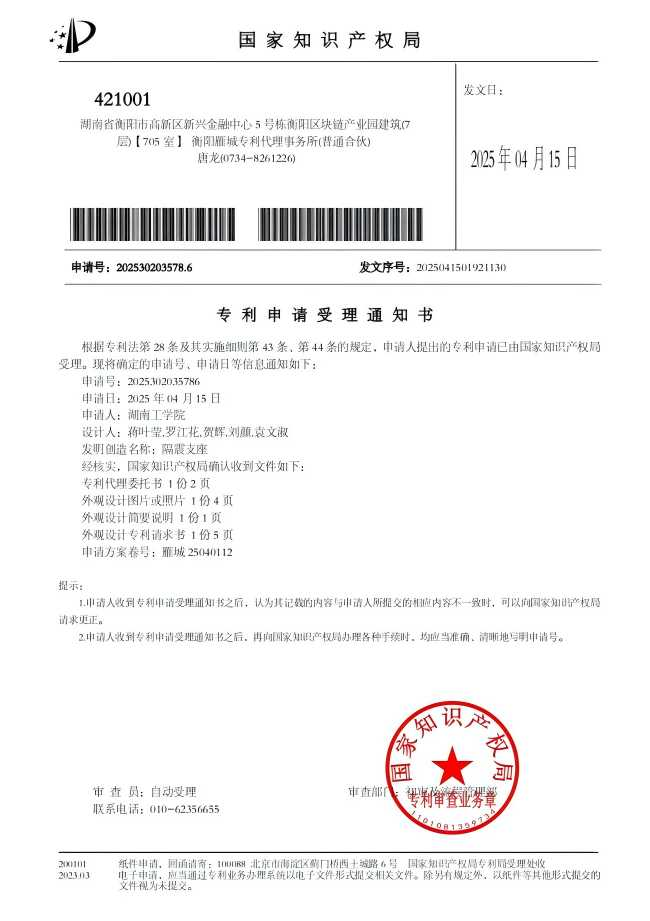 国家知识产权局
421001
发文日：
湖南省衡阳市高新区新兴金融中心 5 号栋衡阳区块链产业园建筑(7
层)【705 室】 衡阳雁城专利代理事务所(普通合伙)
唐龙(0734-8261226)
2025 年 04 月 15 日
申请号：202530203578.6
发文序号：2025041501921130
专利申请受理通知书
根据专利法第 28 条及其实施细则第 43 条、第 44 条的规定，申请人提出的专利申请已由国家知识产权局
受理。现将确定的申请号、申请日等信息通知如下：
申请号：2025302035786
申请日：2025 年 04 月 15 日
申请人：湖南工学院
设计人：蒋叶莹,罗江花,贺辉,刘颜,袁文淑
发明创造名称：隔震支座
经核实，国家知识产权局确认收到文件如下：
专利代理委托书 1 份 2 页
外观设计图片或照片 1 份 4 页
外观设计简要说明 1 份 1 页
外观设计专利请求书 1 份 5 页
申请方案卷号：雁城 25040112
提示：
1.申请人收到专利申请受理通知书之后，认为其记载的内容与申请人所提交的相应内容不一致时，可以向国家知识产权局
请求更正。
2.申请人收到专利申请受理通知书之后，再向国家知识产权局办理各种手续时，均应当准确、清晰地写明申请号。
国家知识产权局
专利审查业务章
1101081359734
审 查 员：自动受理
审查部门：初审及流程管理部
联系电话：010-62356655
200101 纸件申请，回函请寄：100088 北京市海淀区蓟门桥西土城路 6 号 国家知识产权局专利局受理处收
2023.03 电子申请，应当通过专利业务办理系统以电子文件形式提交相关文件。除另有规定外，以纸件等其他形式提交的
文件视为未提交。